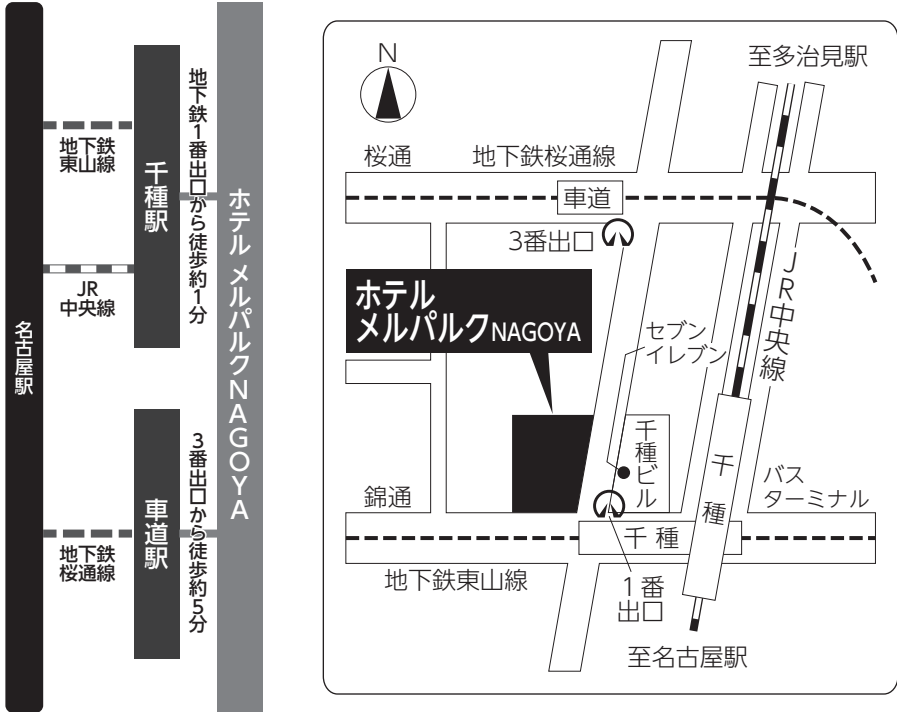 名古屋駅
地下鉄
東山線
JR
中央線
地下鉄
桜通線
千種駅
車道駅
地下鉄1番出口から徒歩約1分
3番出口から徒歩約5分
ホテル メルパルクNAGOYA
N
至多治見駅
桜通
地下鉄桜通線
車道
3番出口
ホテル
メルパルクNAGOYA
セブン
イレブン
JR中央線
千種ビル
千種
バス
ターミナル
錦通
千種
地下鉄東山線
1番
出口
至名古屋駅